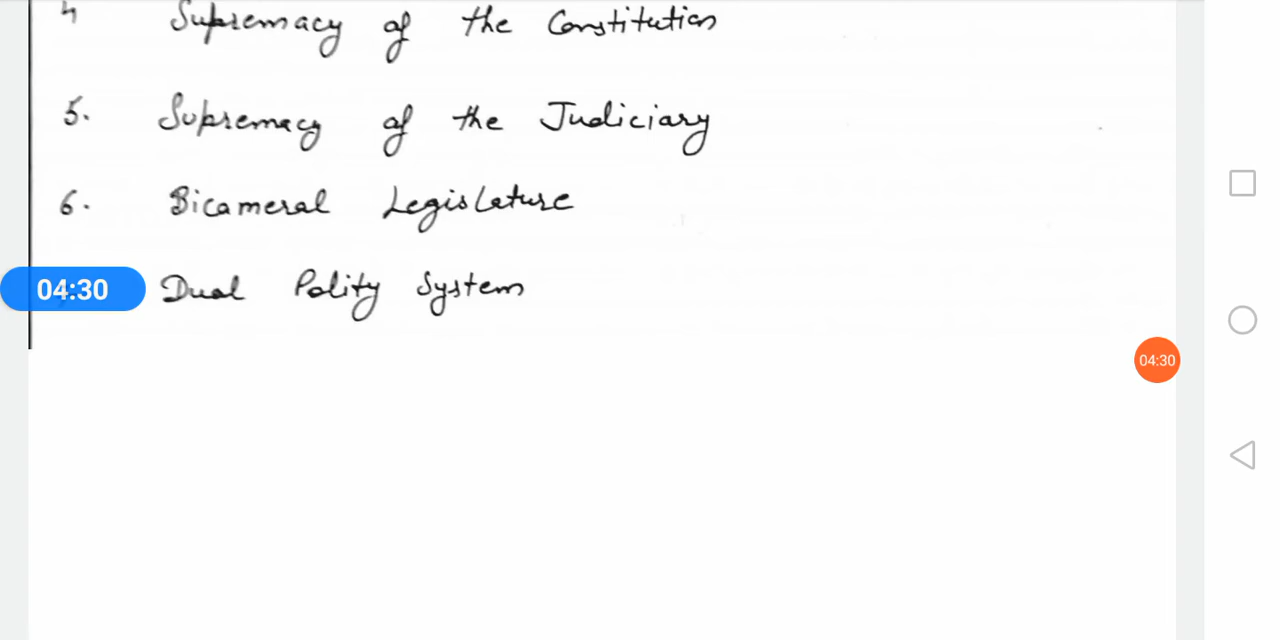 4 Supremacy of the Constitution
5. Supremacy of the Judiciary
6. Bicameral Legislature
04:30 Dual Polity System
04:30